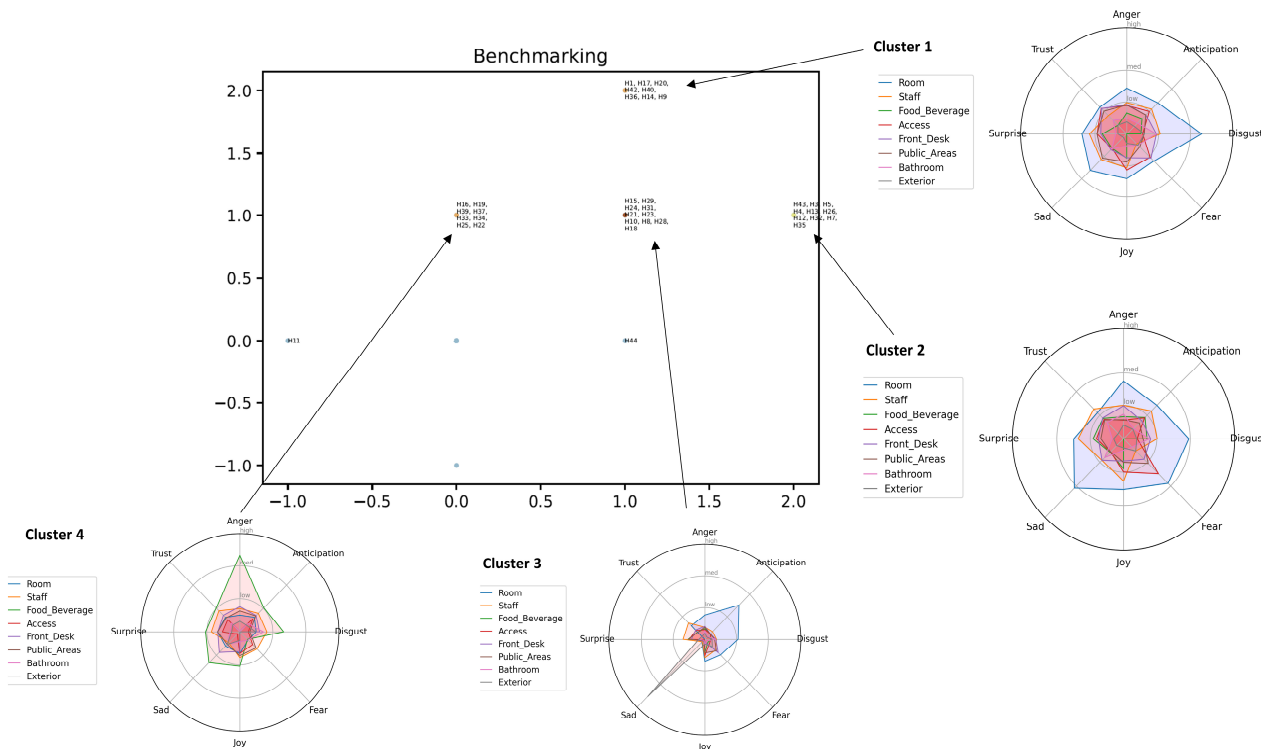 Benchmarking
2.0
1.5
1.0
0.5
0.0
−0.5
−1.0
−1.0
−0.5
0.0
0.5
1.0
1.5
2.0
H1, H17, H20,
H42, H40,
H36, H14, H9
H16, H19,
H39, H37,
H33, H34,
H25, H22
H15, H29,
H24, H31,
H21, H23,
H10, H8, H28,
H18
H43, H3, H5,
H4, H13, H26,
H12, H32, H7,
H35
H11
H44
Cluster 1
Room
Staff
Food_Beverage
Access
Front_Desk
Public_Areas
Bathroom
Exterior
Anger
high
Trust
Anticipation
med
low
Surprise
Disgust
Sad
Fear
Joy
Cluster 2
Room
Staff
Food_Beverage
Access
Front_Desk
Public_Areas
Bathroom
Exterior
Anger
high
Trust
Anticipation
med
low
Surprise
Disgus
Sad
Fear
Joy
Cluster 4
Room
Staff
Food_Beverage
Access
Front_Desk
Public_Areas
Bathroom
Exterior
Anger
high
Trust
Anticipation
med
low
Surprise
Disgust
Sad
Fear
Joy
Cluster 3
Room
Staff
Food_Beverage
Access
Front_Desk
Public_Areas
Bathroom
Exterior
Anger
high
Trust
Anticipation
med
low
Surprise
Disgust
Sad
Fear
Joy